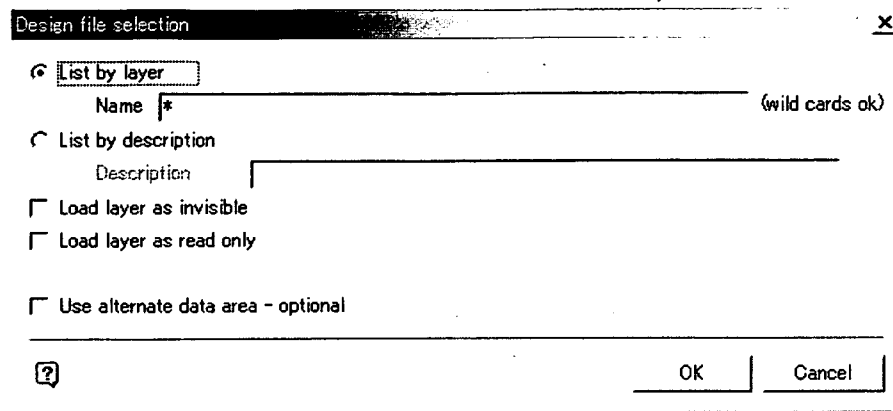 Design file selection
List by layer
Name * (wild cards ok)
List by description
Description
Load layer as invisible
Load layer as read only
Use alternate data area - optional
OK Cancel